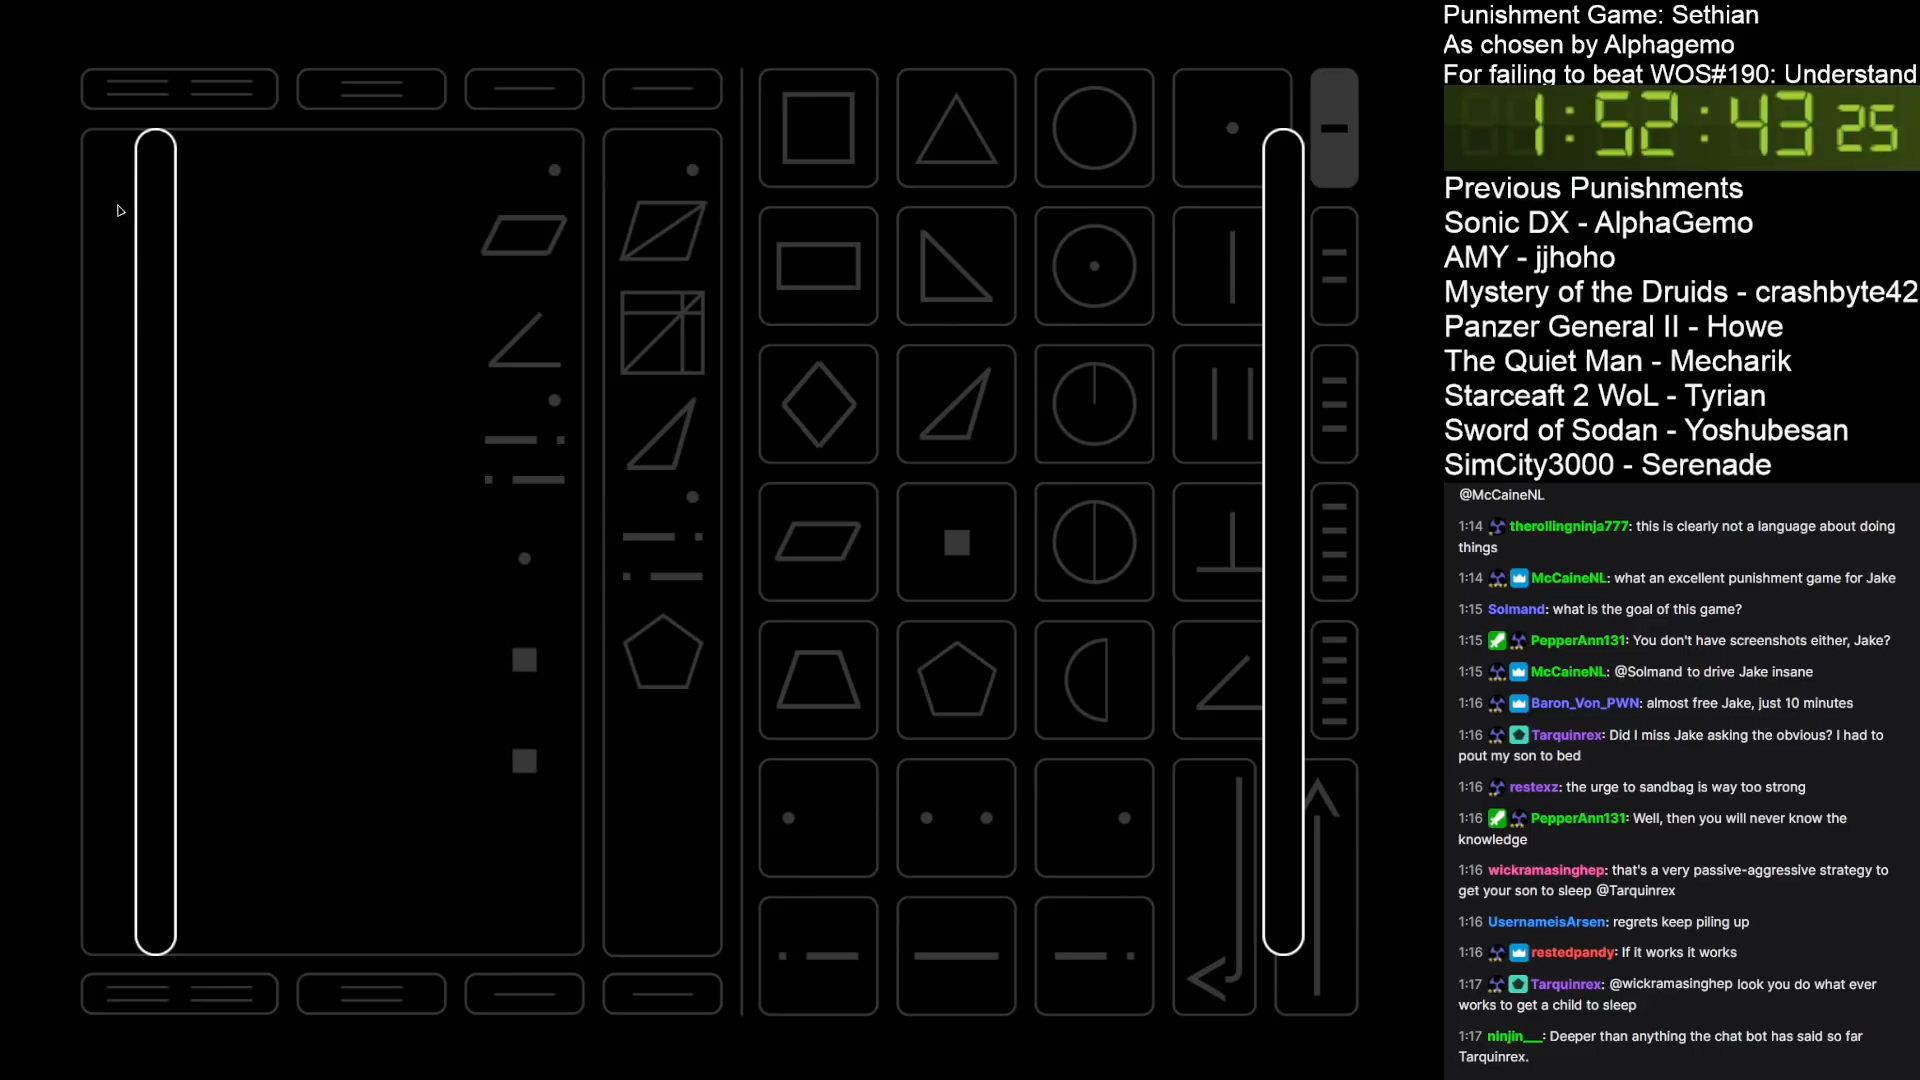 Punishment Game: Sethian
As chosen by Alphagemo
For failing to beat WOS#190: Understand
1:52:43 25
Previous Punishments
Sonic DX - AlphaGemo
AMY - jjhoho
Mystery of the Druids - crashbyte42
Panzer General II - Howe
The Quiet Man - Mecharik
Starceaft 2 WoL - Tyrian
Sword of Sodan - Yoshubesan
SimCity3000 - Serenade
@McCaineNL
1:14 therollingninja777: this is clearly not a language about doing
things
1:14 McCaineNL: what an excellent punishment game for Jake
1:15 Solmand: what is the goal of this game?
1:15 PepperAnn131: You don't have screenshots either, Jake?
1:15 McCaineNL: @Solmand to drive Jake insane
1:16 Baron_Von_PWN: almost free Jake, just 10 minutes
1:16 Tarquinrex: Did I miss Jake asking the obvious? I had to
pout my son to bed
1:16 restexz: the urge to sandbag is way too strong
1:16 PepperAnn131: Well, then you will never know the
knowledge
1:16 wickramasinghep: that's a very passive-aggressive strategy to
get your son to sleep @Tarquinrex
1:16 UsernameisArsen: regrets keep piling up
1:16 restedpandy: If it works it works
1:17 Tarquinrex: @wickramasinghep look you do what ever
works to get a child to sleep
1:17 ninjin__: Deeper than anything the chat bot has said so far
Tarquinrex.